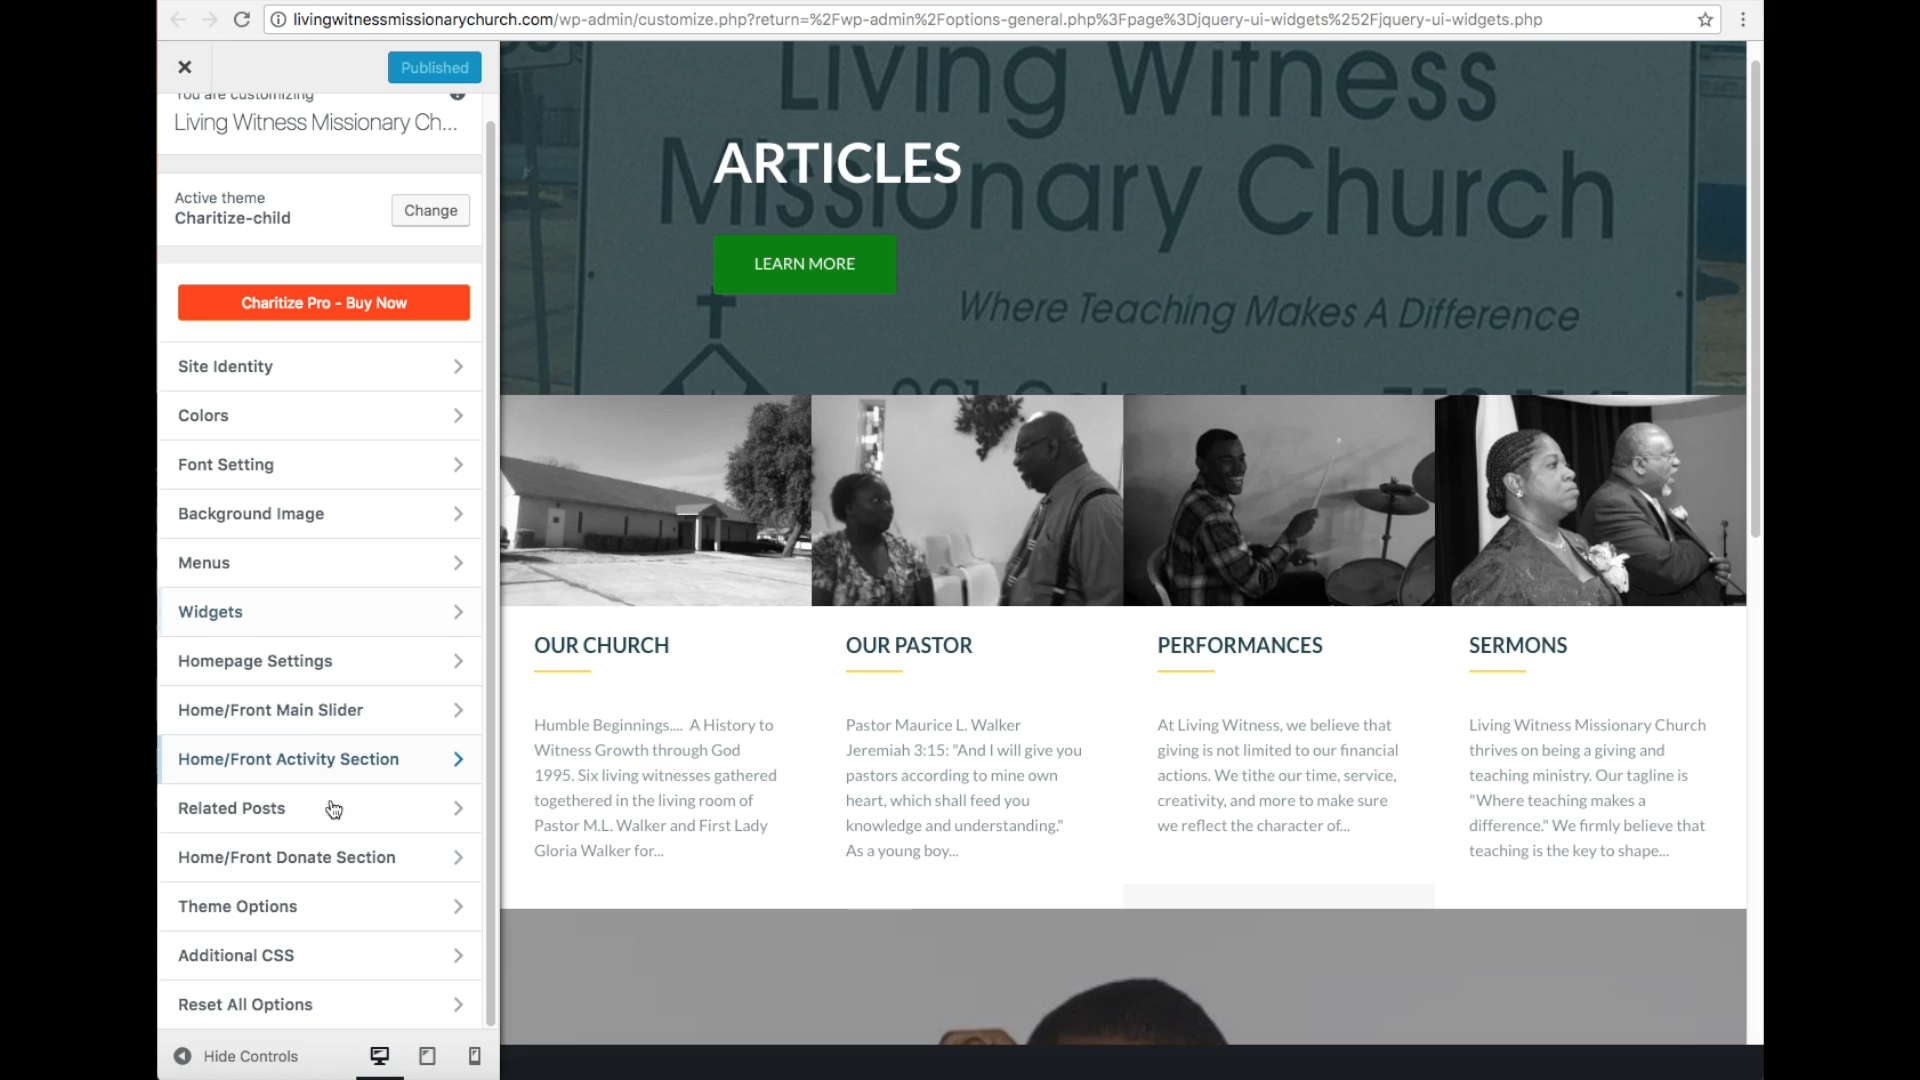 livingwitnessmissionarychurch.com/wp-admin/customize.php?return=%2Fwp-admin%2Foptions-general.php%3Fpage%3Djquery-ui-widgets%252Fjquery-ui-widgets.php
Published
You are customizing
Living Witness Missionary Ch...
Active theme
Charitize-child
Change
Charitize Pro - Buy Now
Site Identity
Colors
Font Setting
Background Image
Menus
Widgets
Homepage Settings
Home/Front Main Slider
Home/Front Activity Section
Related Posts
Home/Front Donate Section
Theme Options
Additional CSS
Reset All Options
Hide Controls
Living Witness
Missionary Church
ARTICLES
LEARN MORE
Where Teaching Makes A Difference
OUR CHURCH
Humble Beginnings.... A History to
Witness Growth through God
1995. Six living witnesses gathered
togethered in the living room of
Pastor M.L. Walker and First Lady
Gloria Walker for...
OUR PASTOR
Pastor Maurice L. Walker
Jeremiah 3:15: "And I will give you
pastors according to mine own
heart, which shall feed you
knowledge and understanding."
As a young boy...
PERFORMANCES
At Living Witness, we believe that
giving is not limited to our financial
actions. We tithe our time, service,
creativity, and more to make sure
we reflect the character of...
SERMONS
Living Witness Missionary Church
thrives on being a giving and
teaching ministry. Our tagline is
"Where teaching makes a
difference." We firmly believe that
teaching is the key to shape...